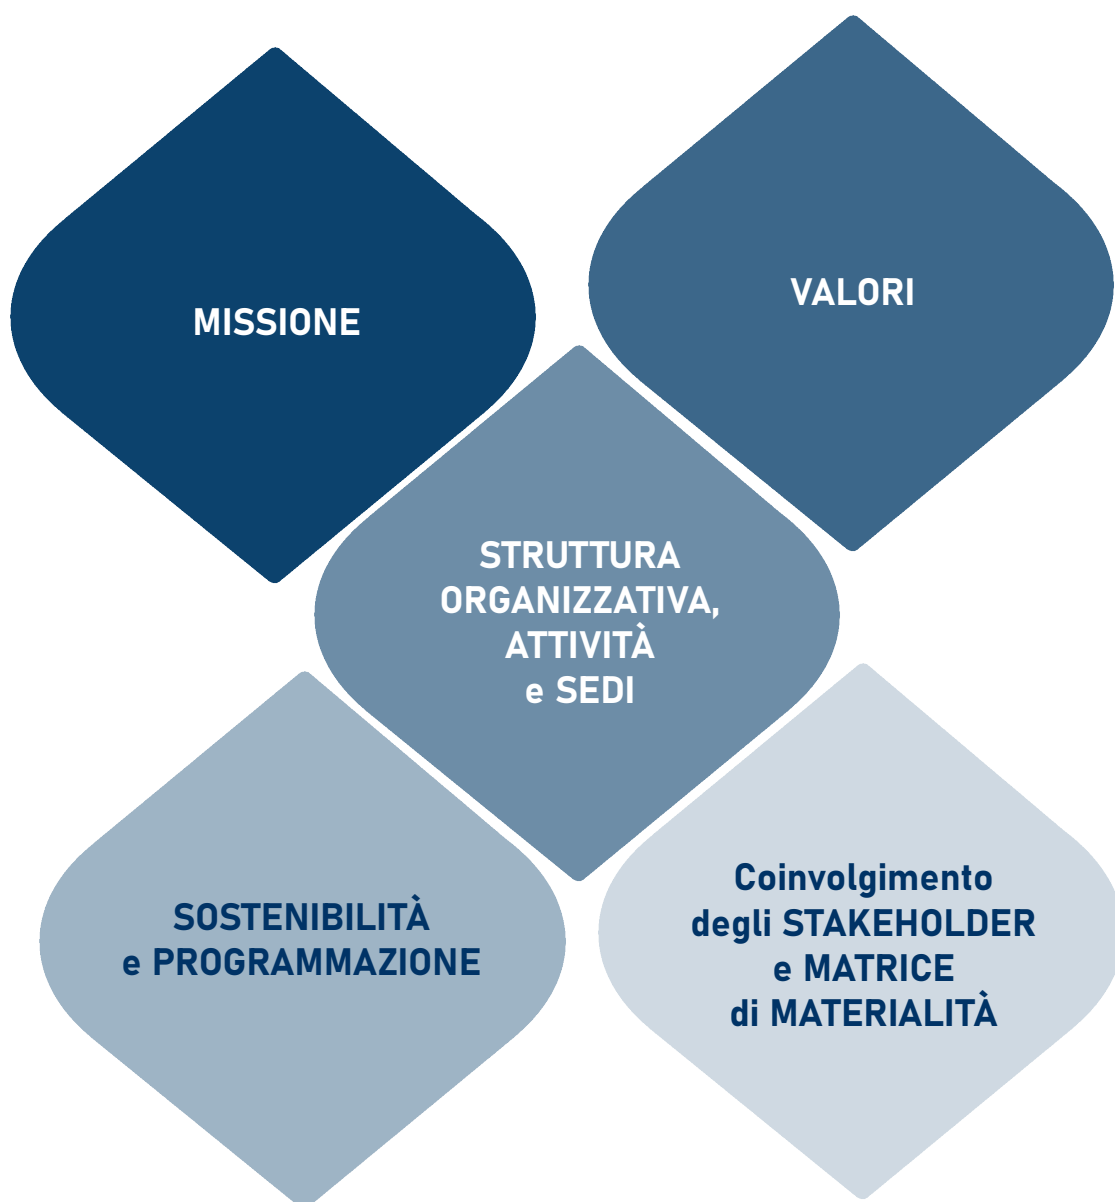 MISSIONE
VALORI
STRUTTURA
ORGANIZZATIVA,
ATTIVITÀ
e SEDI
SOSTENIBILITÀ
e PROGRAMMAZIONE
Coinvolgimento
degli STAKEHOLDER
e MATRICE
di MATERIALITÀ